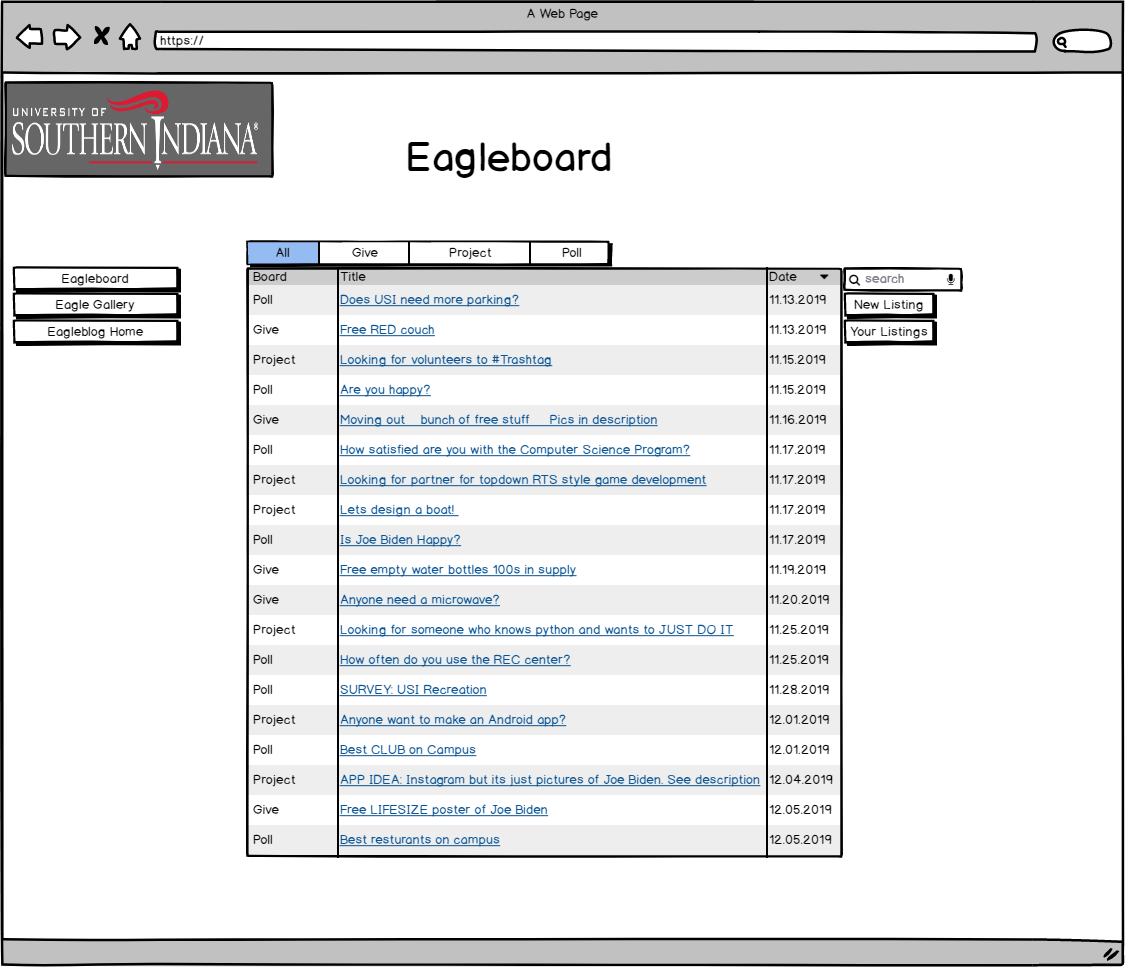 A Web Page
https://
UNIVERSITY OF
SOUTHERN INDIANA®
Eagleboard
All Give Project Poll
Eagleboard
Eagle Gallery
Eagleblog Home
Board Title Date
Poll Does USI need more parking? 11.13.2019
Give Free RED couch 11.13.2019
Project Looking for volunteers to #Trashtag 11.15.2019
Poll Are you happy? 11.15.2019
Give Moving out bunch of free stuff Pics in description 11.16.2019
Poll How satisfied are you with the Computer Science Program? 11.17.2019
Project Looking for partner for topdown RTS style game development 11.17.2019
Project Lets design a boat! 11.17.2019
Poll Is Joe Biden Happy? 11.17.2019
Give Free empty water bottles 100s in supply 11.19.2019
Give Anyone need a microwave? 11.20.2019
Project Looking for someone who knows python and wants to JUST DO IT 11.25.2019
Poll How often do you use the REC center? 11.25.2019
Poll SURVEY: USI Recreation 11.28.2019
Project Anyone want to make an Android app? 12.01.2019
Poll Best CLUB on Campus 12.01.2019
Project APP IDEA: Instagram but its just pictures of Joe Biden. See description 12.04.2019
Give Free LIFESIZE poster of Joe Biden 12.05.2019
Poll Best resturants on campus 12.05.2019
search
New Listing
Your Listings